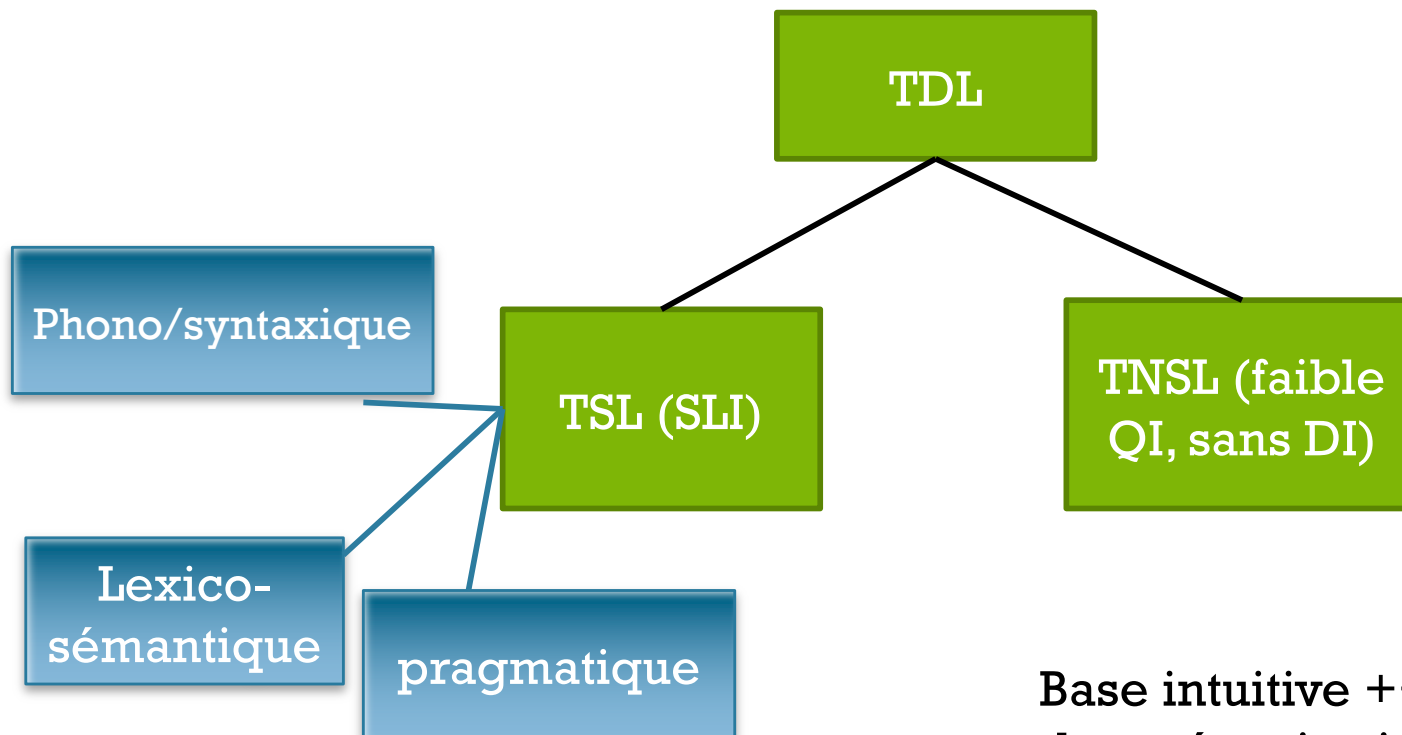 TDL
Phono/syntaxique
TSL (SLI)
TNSL (faible
QI, sans DI)
Lexico-
sémantique
pragmatique
Base intuitive